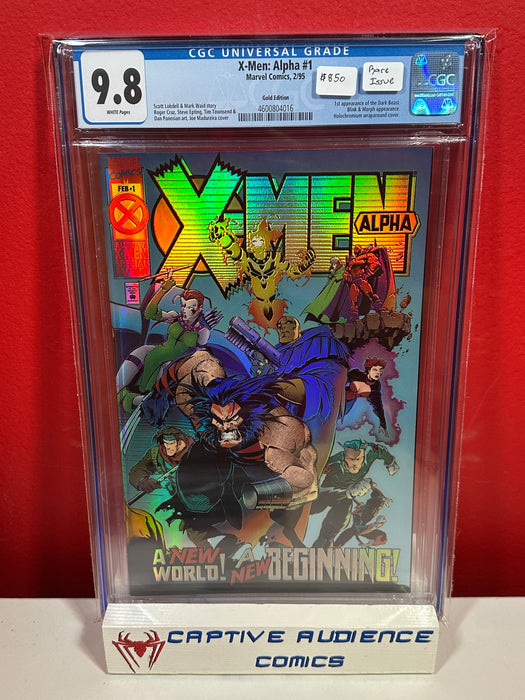 CGC UNIVERSAL GRADE
9.8
WHITE Pages
X-Men: Alpha #1
Marvel Comics, 2/95
Gold Edition
Scott Lobdell & Mark Waid story
Roger Cruz, Steve Epting, Tim Townsend &
Dan Panosian art, Joe Madureira cover
4600804016
1st appearance of the Dark Beast.
Blink & Morph appearance.
Holochromium wraparound cover.
$850
Rare
Issue
CGC
MARVEL
COMICS
FEB #1
X-MEN
ALPHA
A NEW
WORLD!
A NEW
BEGINNING!
CAPTIVE AUDIENCE
COMICS